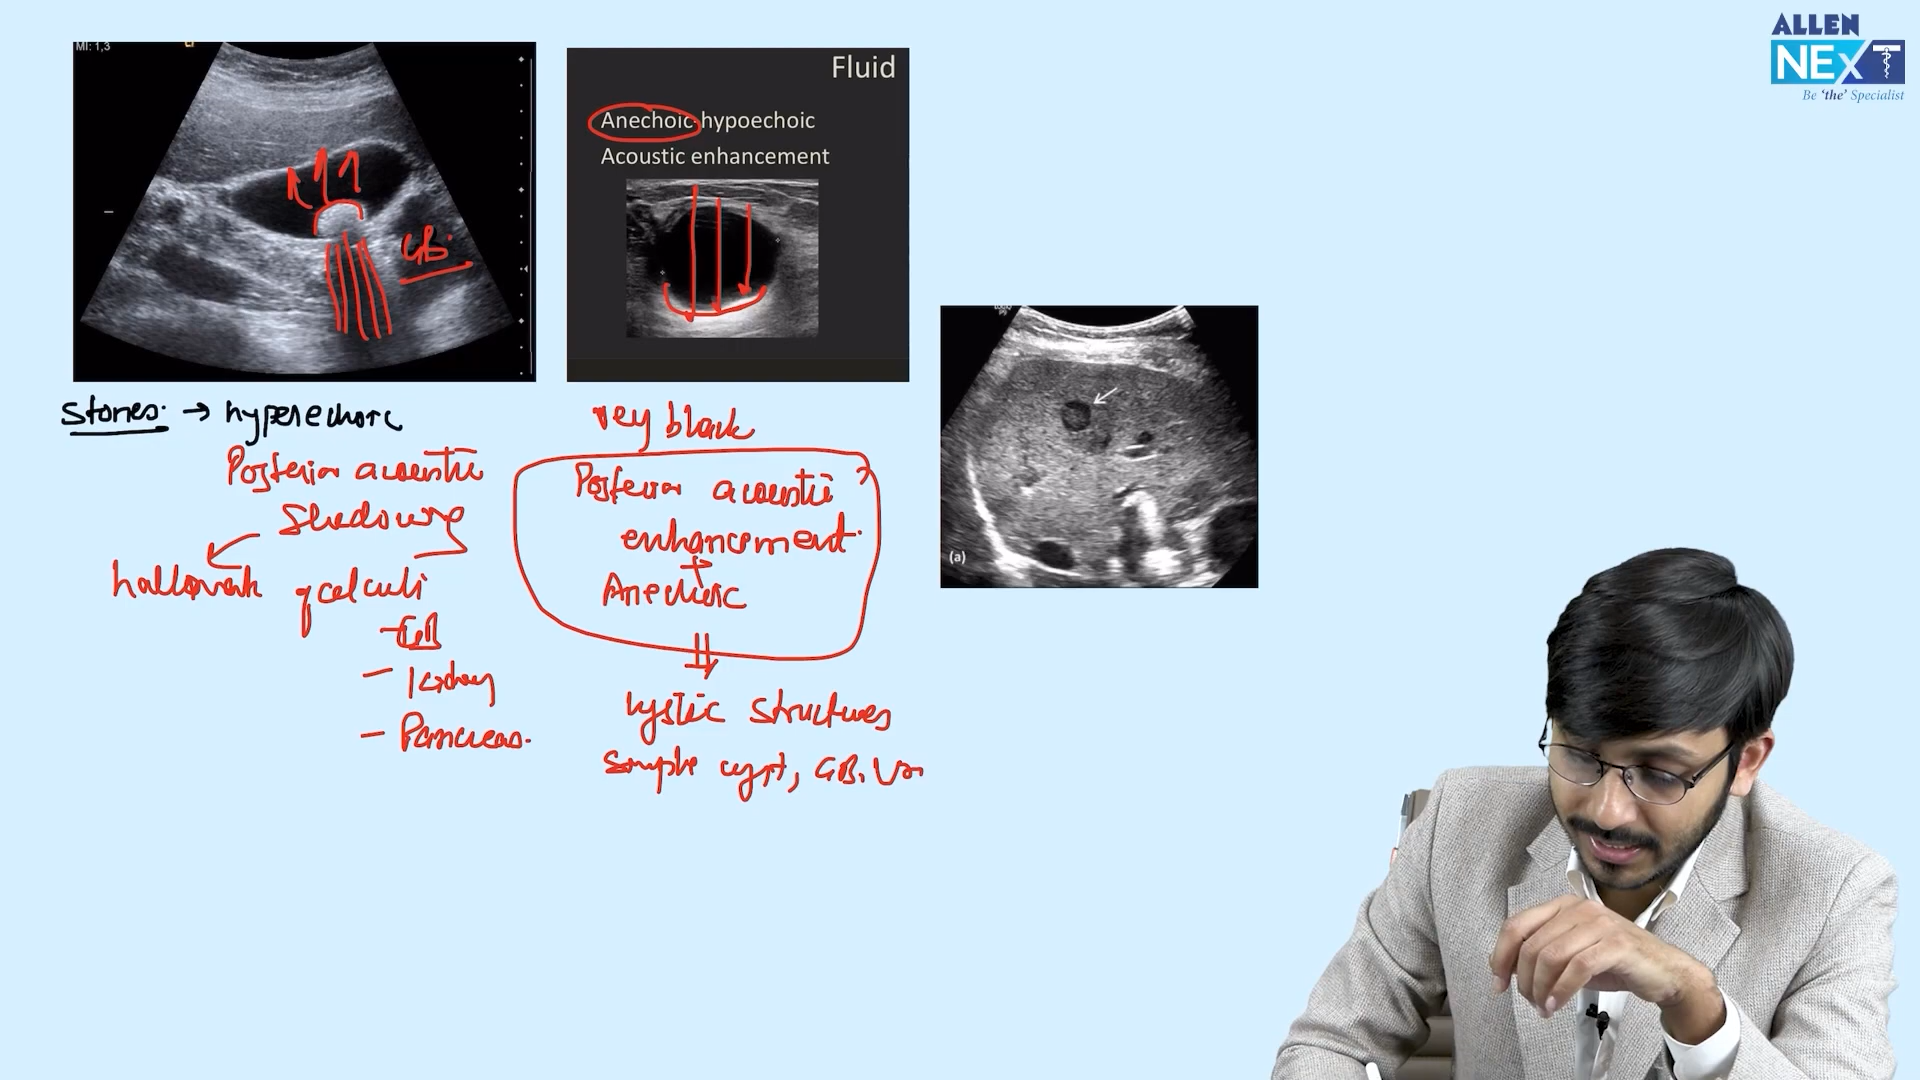 MI: 1,3
Fluid
Anechoic-hypoechoic
Acoustic enhancement
ALLEN
NEXT
Be 'the' Specialist
GB.
(a)
Stones. → hyperechoic
Posterior acoustic
Shadowing
hallmark of calculi
- GB
- Kidney
- Pancreas.
very black
Posterior acoustic
enhancement.
+
Anechoic
Cystic structures
Simple cyst, GB,